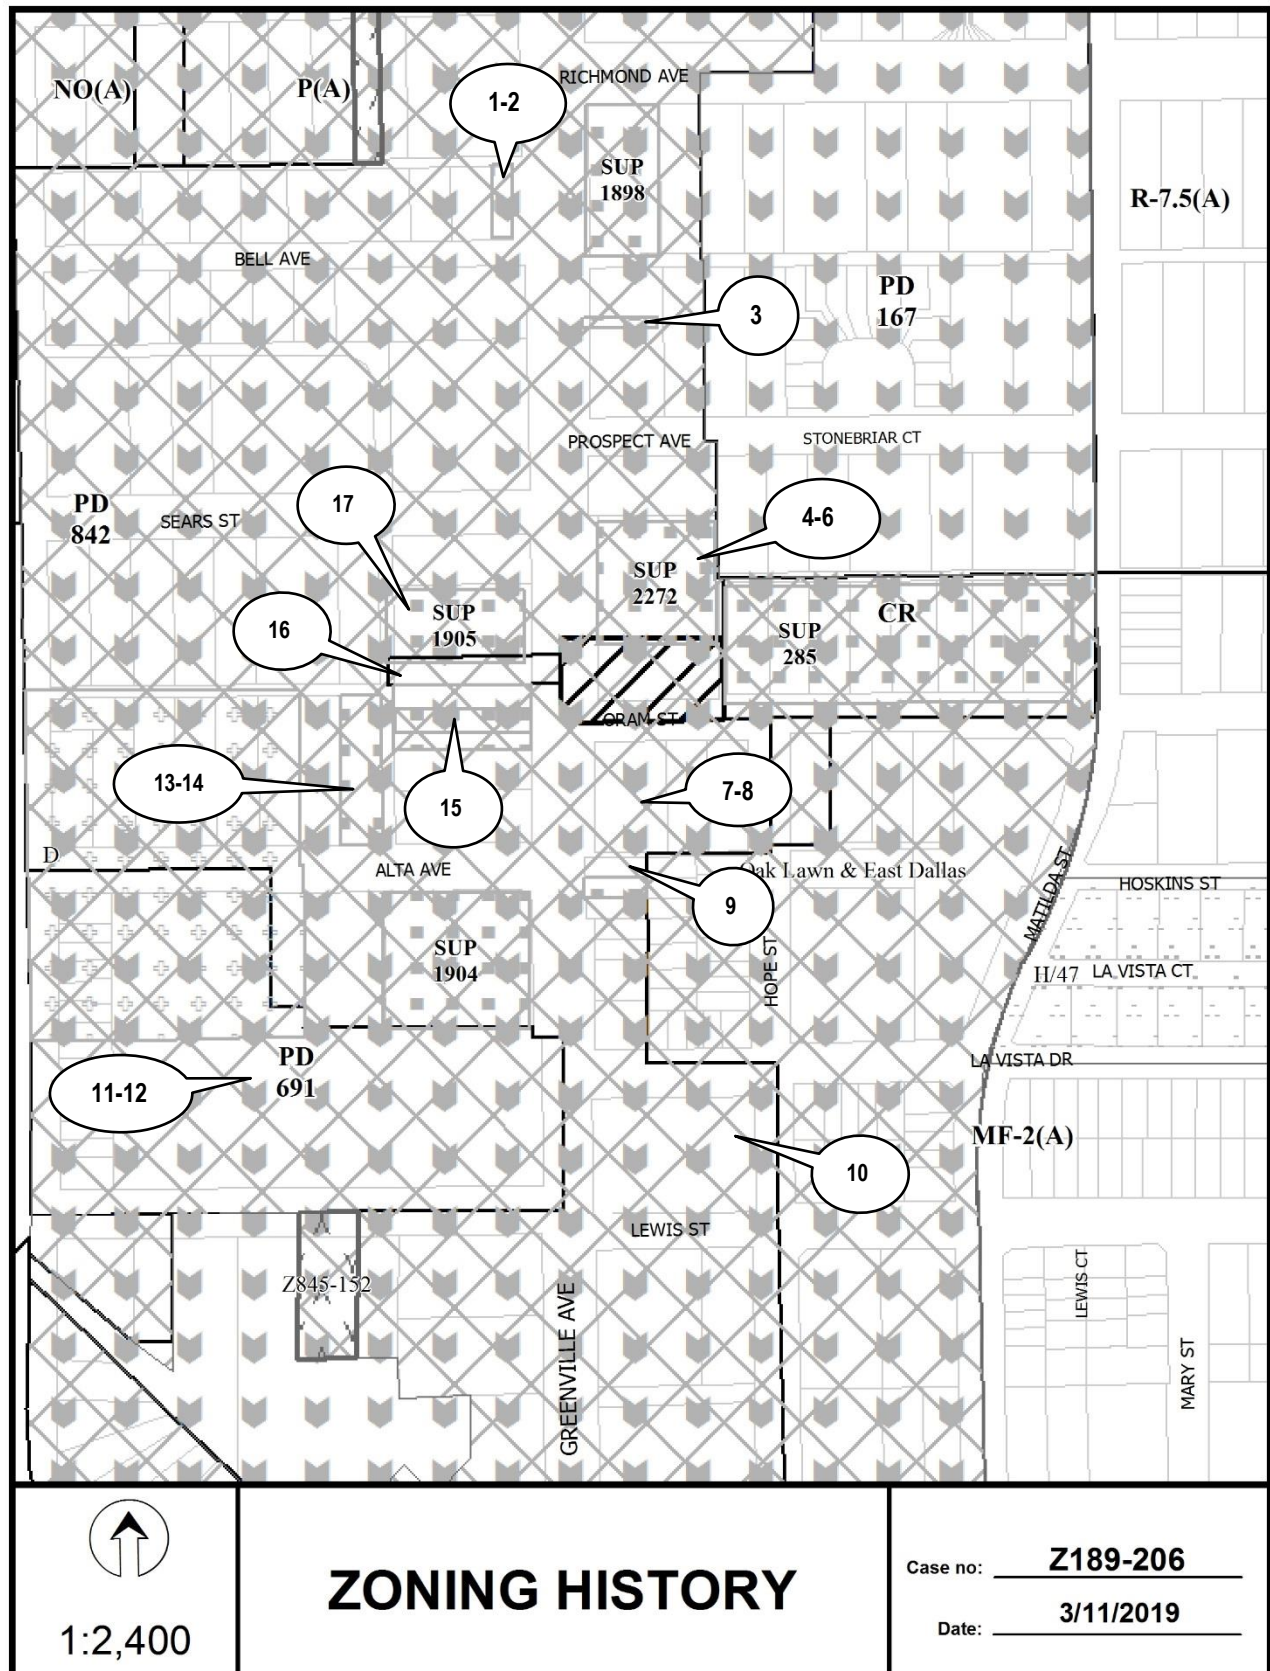 RICHMOND AVE
NO(A)
P(A)
1-2
SUP
1898
R-7.5(A)
BELL AVE
PD
167
3
PROSPECT AVE
STONEBRIAR CT
17
PD
842
SEARS ST
4-6
SUP
2272
SUP
1905
CR
SUP
285
16
ORAM ST
13-14
15
7-8
D
ALTA AVE
Oak Lawn & East Dallas
MATILDA ST
HOSKINS ST
9
SUP
1904
HOPE ST
H/47
LA VISTA CT
PD
691
LA VISTA DR
11-12
MF-2(A)
10
LEWIS ST
Z845-152
LEWIS CT
GREENVILLE AVE
MARY ST
1:2,400
ZONING HISTORY
Case no: Z189-206
Date: 3/11/2019